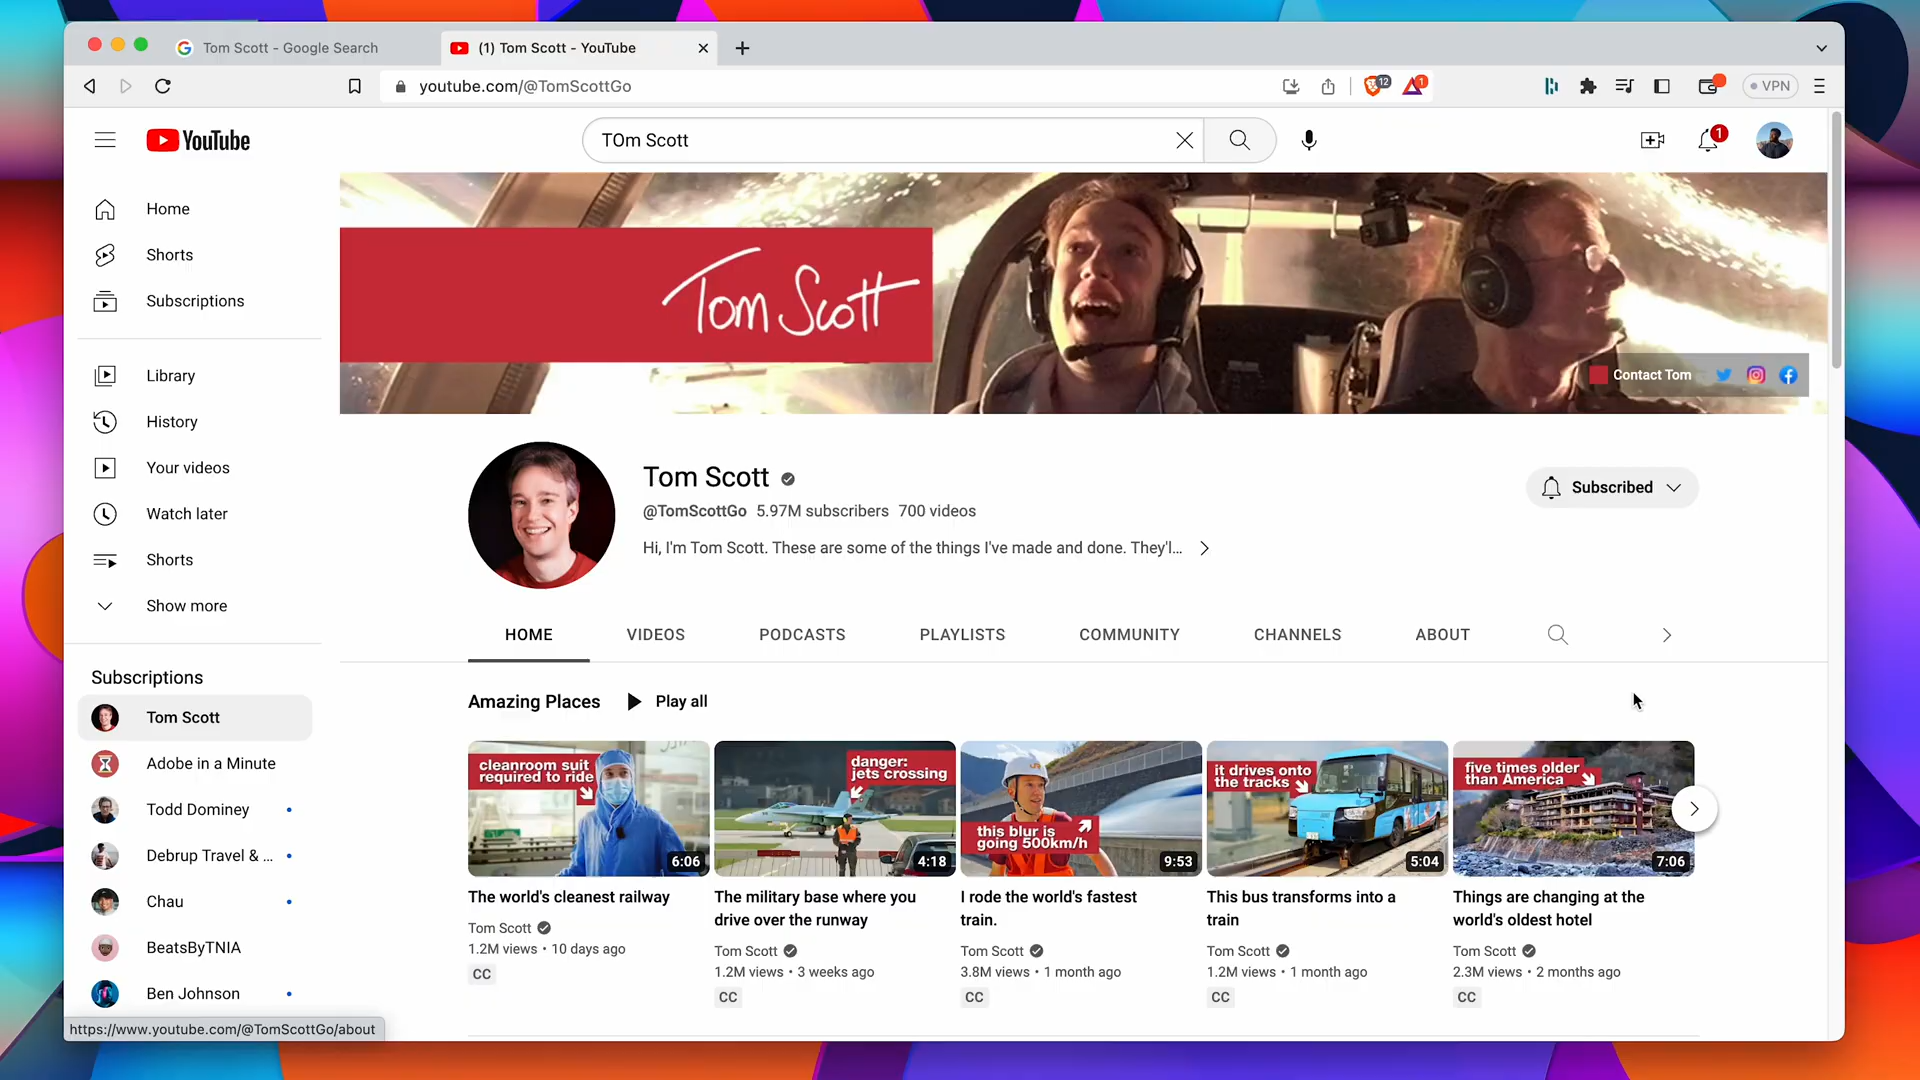 Tom Scott - Google Search
(1) Tom Scott - YouTube
youtube.com/@TomScottGo
12
1
VPN
YouTube
TOm Scott
1
Home
Shorts
Subscriptions
Library
History
Your videos
Watch later
Shorts
Show more
Subscriptions
Tom Scott
Adobe in a Minute
Todd Dominey
Debrup Travel & ...
Chau
BeatsByTNIA
Ben Johnson
https://www.youtube.com/@TomScottGo/about
Tom Scott
Contact Tom
Tom Scott
@TomScottGo 5.97M subscribers 700 videos
Hi, I'm Tom Scott. These are some of the things I've made and done. They'l...
Subscribed
HOME VIDEOS PODCASTS PLAYLISTS COMMUNITY CHANNELS ABOUT
Amazing Places Play all
cleanroom suit
required to ride
6:06
The world's cleanest railway
Tom Scott
1.2M views • 10 days ago
CC
danger:
jets crossing
4:18
The military base where you
drive over the runway
Tom Scott
1.2M views • 3 weeks ago
CC
this blur is
going 500km/h
9:53
I rode the world's fastest
train.
Tom Scott
3.8M views • 1 month ago
CC
it drives onto
the tracks
5:04
This bus transforms into a
train
Tom Scott
1.2M views • 1 month ago
CC
five times older
than America
7:06
Things are changing at the
world's oldest hotel
Tom Scott
2.3M views • 2 months ago
CC